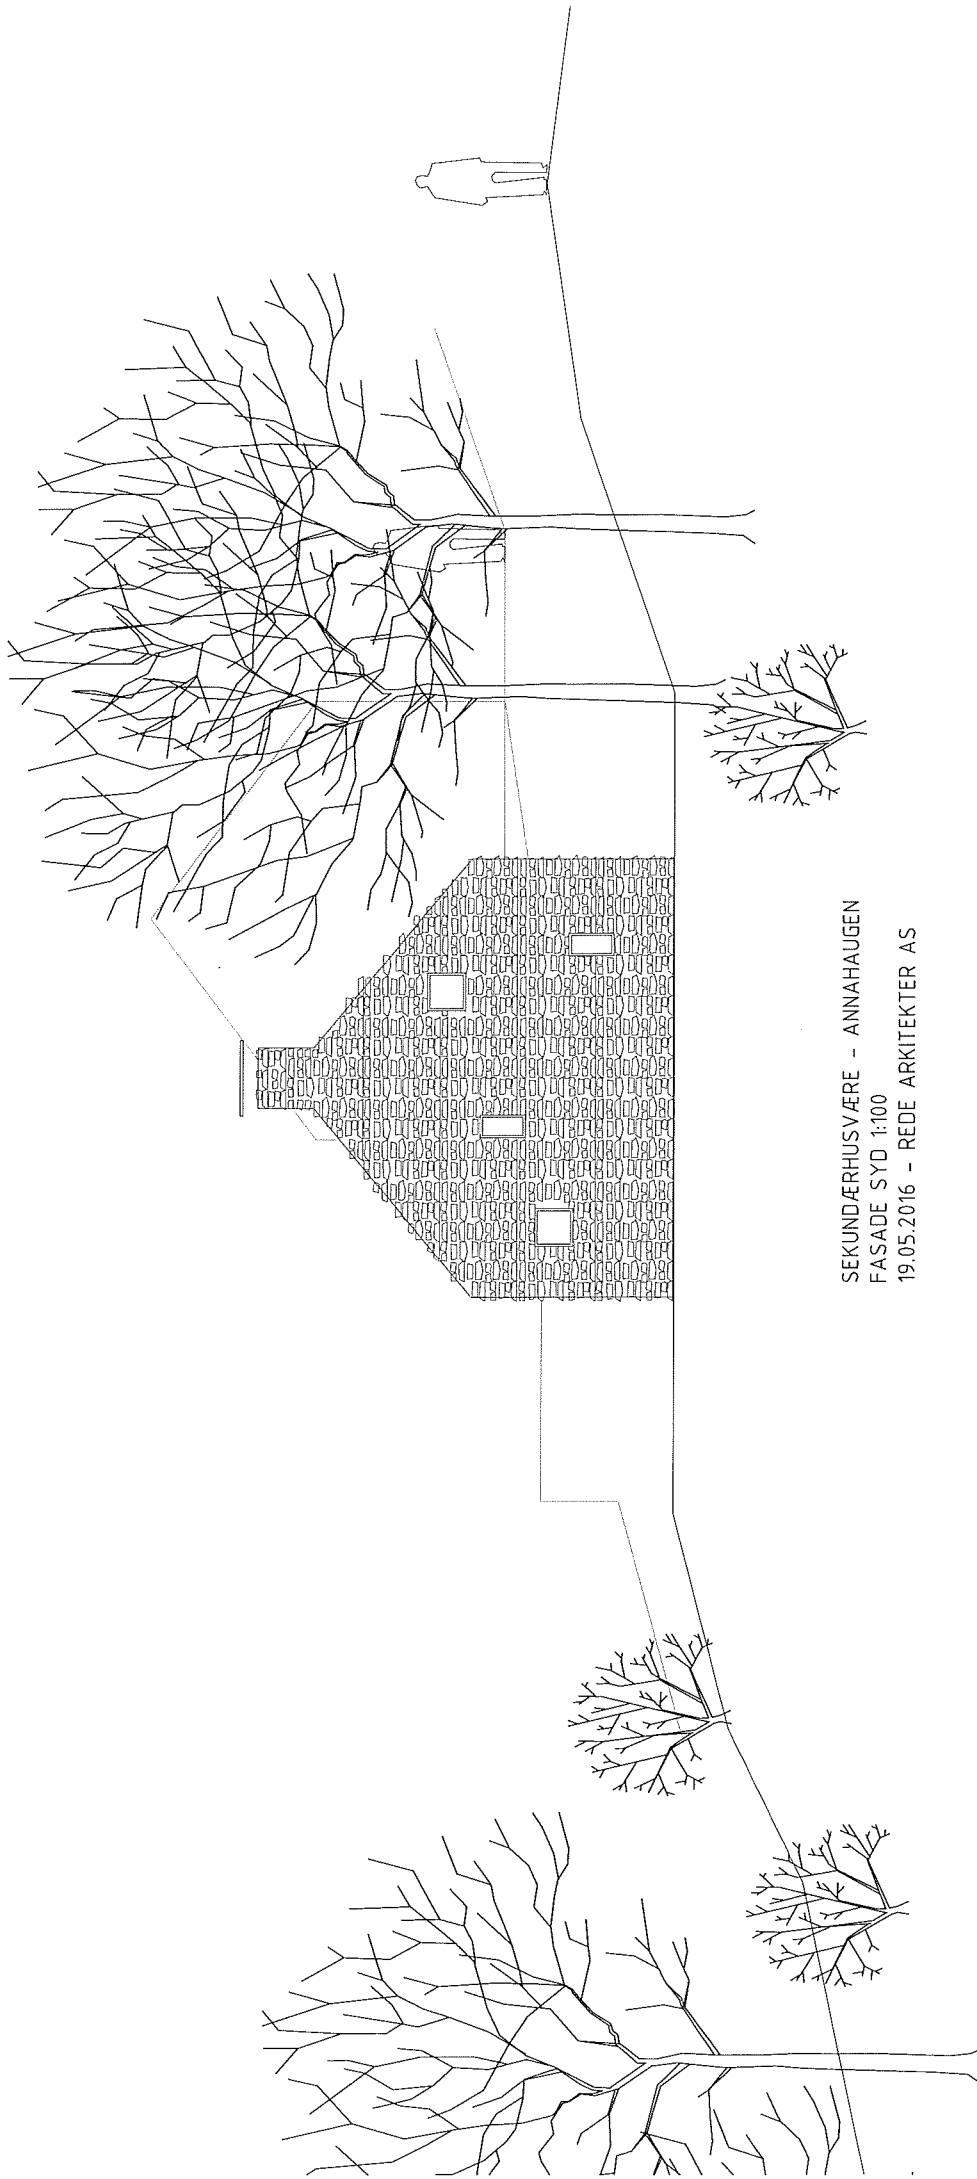 SEKUNDÆRHUSVÆRE - ANNAHAUGEN
FASADE SYD 1:100
19.05.2016 - REDE ARKITEKTER AS